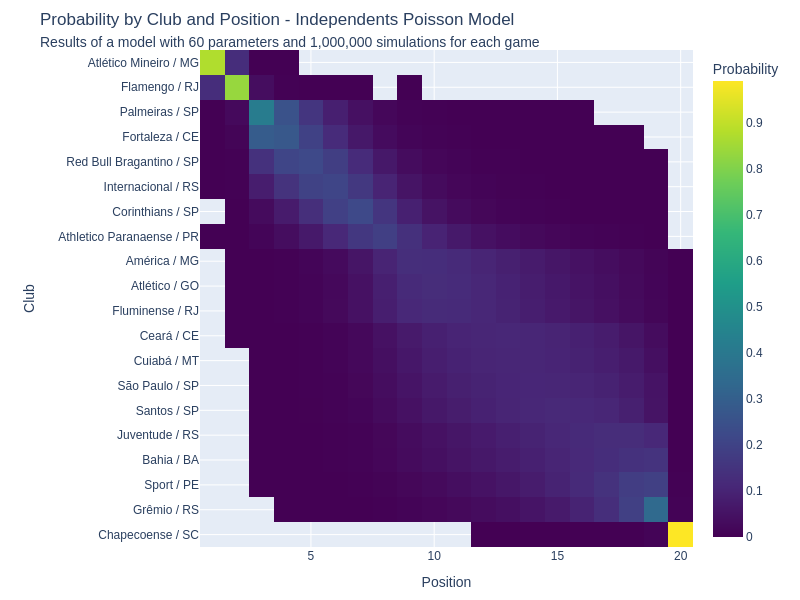 Probability by Club and Position - Independents Poisson Model
Results of a model with 60 parameters and 1,000,000 simulations for each game
Probability
Atlético Mineiro / MG
Flamengo / RJ
Palmeiras / SP
Fortaleza / CE
Red Bull Bragantino / SP
Internacional / RS
Corinthians / SP
Athletico Paranaense / PR
América / MG
Atlético / GO
Fluminense / RJ
Ceará / CE
Cuiabá / MT
São Paulo / SP
Santos / SP
Juventude / RS
Bahia / BA
Sport / PE
Grêmio / RS
Chapecoense / SC
Club
5 10 15 20
Position
0.9
0.8
0.7
0.6
0.5
0.4
0.3
0.2
0.1
0